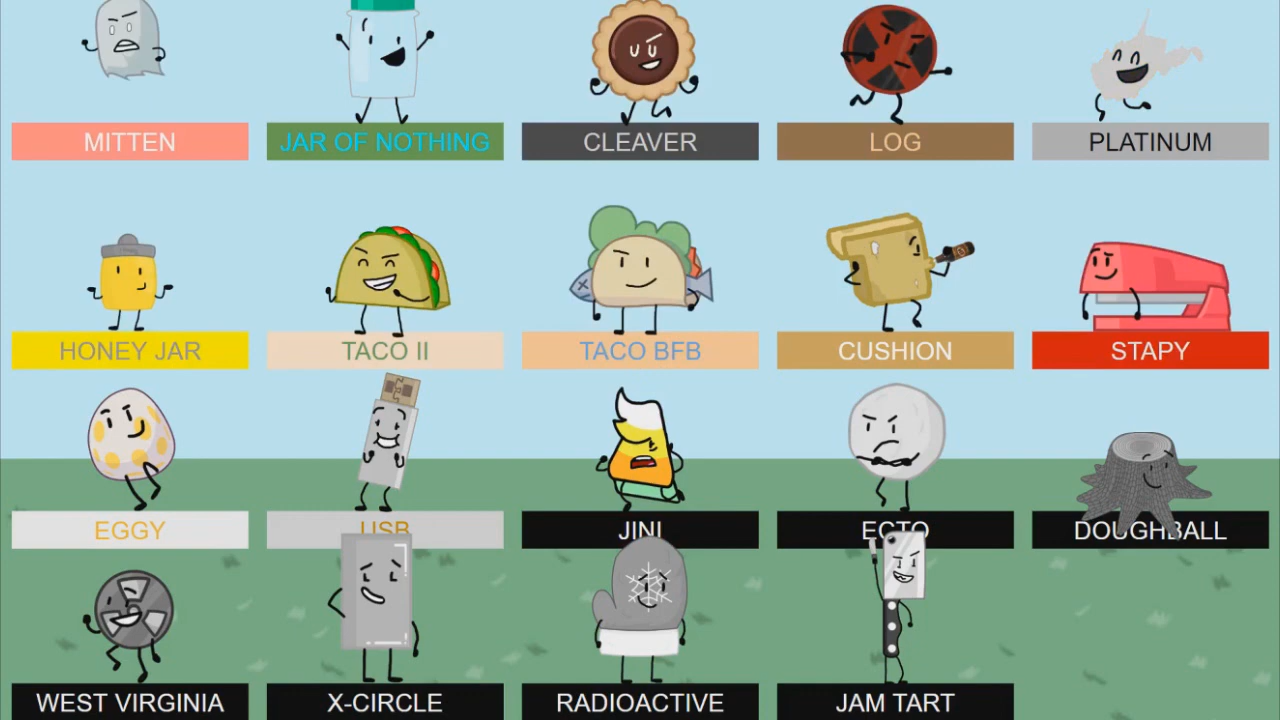 MITTEN
JAR OF NOTHING
CLEAVER
LOG
PLATINUM
HONEY JAR
TACO II
TACO BFB
CUSHION
STAPY
EGGY
USB
JINI
ECTO
DOUGHBALL
WEST VIRGINIA
X-CIRCLE
RADIOACTIVE
JAM TART